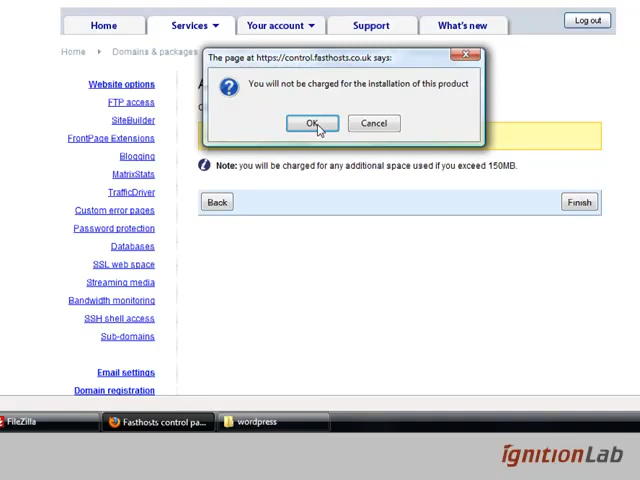 Home Services Your account Support What's new Log out
Home Domains & packages
The page at https://control.fasthosts.co.uk says:
You will not be charged for the installation of this product
OK Cancel
Note: you will be charged for any additional space used if you exceed 150MB.
Back Finish
Website options
FTP access
SiteBuilder
FrontPage Extensions
Blogging
MatrixStats
TrafficDriver
Custom error pages
Password protection
Databases
SSL web space
Streaming media
Bandwidth monitoring
SSH shell access
Sub-domains
Email settings
Domain registration
FileZilla Fasthosts control pa... wordpress
ignitionLab